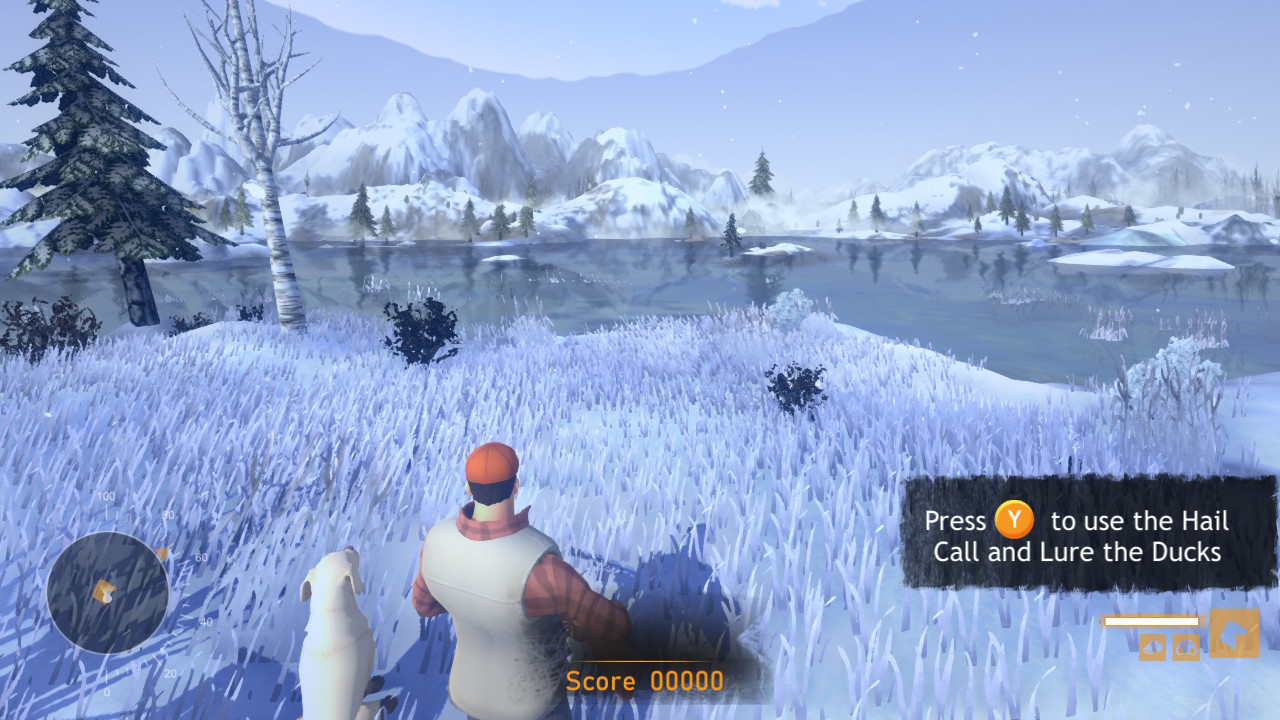 100
80
60
40
20
0
Press Y to use the Hail
Call and Lure the Ducks
Score 00000